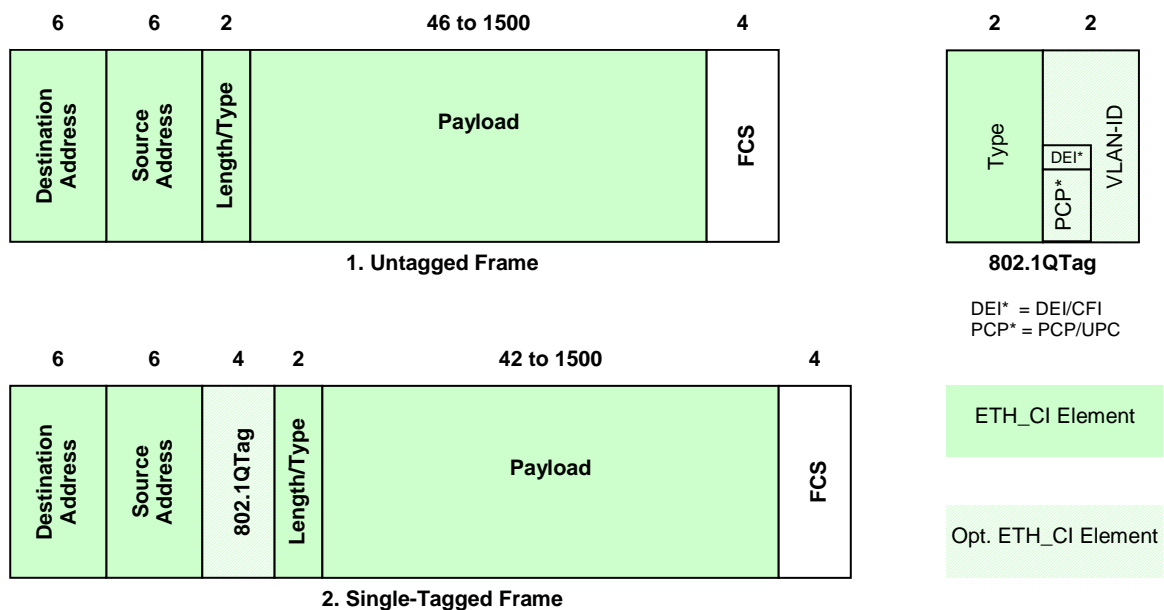 6 6 2 46 to 1500 4
Destination
Address
Source
Address
Length/Type
Payload
FCS
1. Untagged Frame
2 2
Type
DEI*
PCP*
VLAN-ID
802.1QTag
DEI* = DEI/CFI
PCP* = PCP/UPC
6 6 4 2 42 to 1500 4
Destination
Address
Source
Address
802.1QTag
Length/Type
Payload
FCS
2. Single-Tagged Frame
ETH_CI Element
Opt. ETH_CI Element